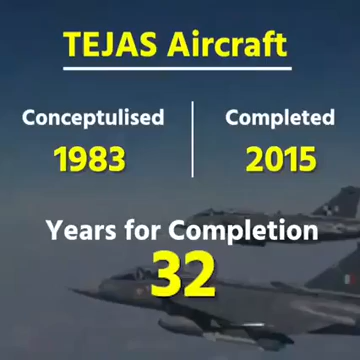 TEJAS Aircraft
Conceptulised
1983
Completed
2015
Years for Completion
32